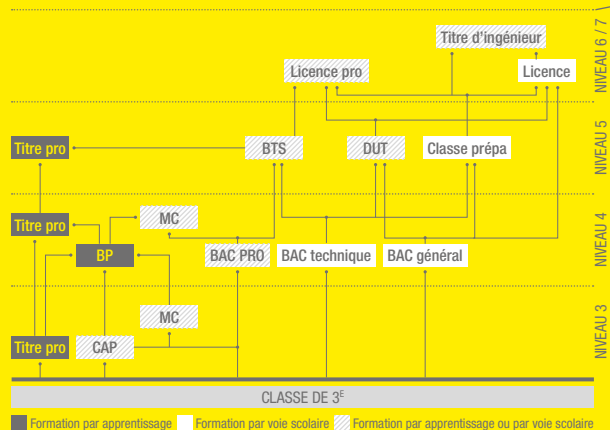 Titre d'ingénieur
Licence pro
Licence
NIVEAU 6 / 7
Titre pro
BTS
DUT
Classe prépa
NIVEAU 5
Titre pro
MC
BP
BAC PRO
BAC technique
BAC général
NIVEAU 4
MC
Titre pro
CAP
NIVEAU 3
CLASSE DE 3E
Formation par apprentissage
Formation par voie scolaire
Formation par apprentissage ou par voie scolaire